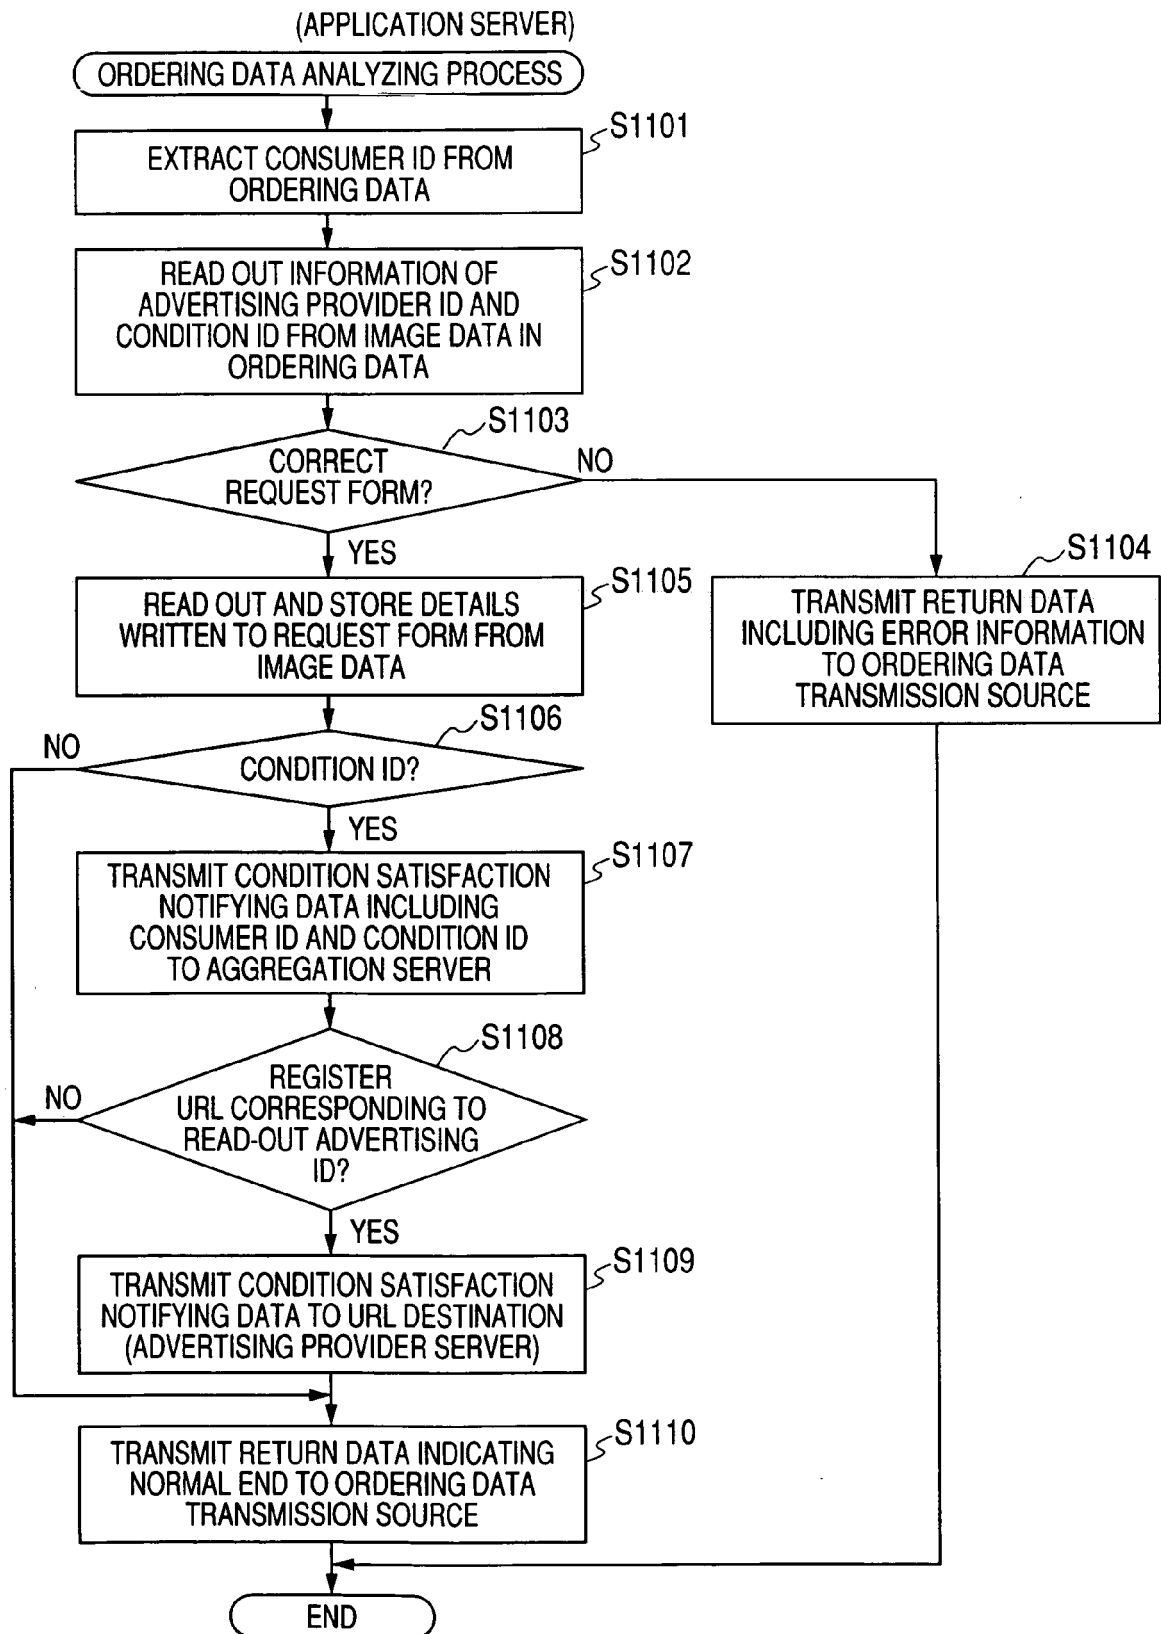 (APPLICATION SERVER)
ORDERING DATA ANALYZING PROCESS
S1101
EXTRACT CONSUMER ID FROM
ORDERING DATA
S1102
READ OUT INFORMATION OF
ADVERTISING PROVIDER ID AND
CONDITION ID FROM IMAGE DATA IN
ORDERING DATA
S1103
CORRECT
REQUEST FORM?
NO
YES
S1104
TRANSMIT RETURN DATA
INCLUDING ERROR INFORMATION
TO ORDERING DATA
TRANSMISSION SOURCE
S1105
READ OUT AND STORE DETAILS
WRITTEN TO REQUEST FORM FROM
IMAGE DATA
S1106
NO
CONDITION ID?
YES
S1107
TRANSMIT CONDITION SATISFACTION
NOTIFYING DATA INCLUDING
CONSUMER ID AND CONDITION ID
TO AGGREGATION SERVER
S1108
NO
REGISTER
URL CORRESPONDING TO
READ-OUT ADVERTISING
ID?
YES
S1109
TRANSMIT CONDITION SATISFACTION
NOTIFYING DATA TO URL DESTINATION
(ADVERTISING PROVIDER SERVER)
S1110
TRANSMIT RETURN DATA INDICATING
NORMAL END TO ORDERING DATA
TRANSMISSION SOURCE
END